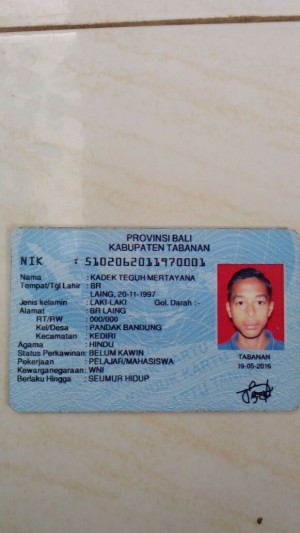 PROVINSI BALI
KABUPATEN TABANAN
NIK : 5102062011970001
Nama : KADEK TEGUH MERTAYANA
Tempat/Tgl Lahir : BR
LAING, 20-11-1997
Jenis kelamin : LAKI-LAKI Gol. Darah :-
Alamat : BR LAING
RT/RW : 000/000
Kel/Desa : PANDAK BANDUNG
Kecamatan : KEDIRI
Agama : HINDU
Status Perkawinan: BELUM KAWIN
Pekerjaan : PELAJAR/MAHASISWA
Kewarganegaraan: WNI
Berlaku Hingga : SEUMUR HIDUP
TABANAN
19-05-2016